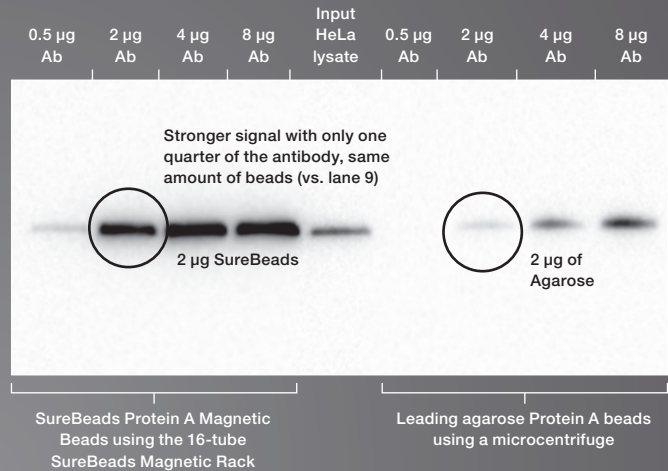 0.5 µg
Ab
2 µg
Ab
4 µg
Ab
8 µg
Ab
Input
HeLa
lysate
0.5 µg
Ab
2 µg
Ab
4 µg
Ab
8 µg
Ab
Stronger signal with only one
quarter of the antibody, same
amount of beads (vs. lane 9)
2 µg SureBeads
2 µg of
Agarose
SureBeads Protein A Magnetic
Beads using the 16-tube
SureBeads Magnetic Rack
Leading agarose Protein A beads
using a microcentrifuge